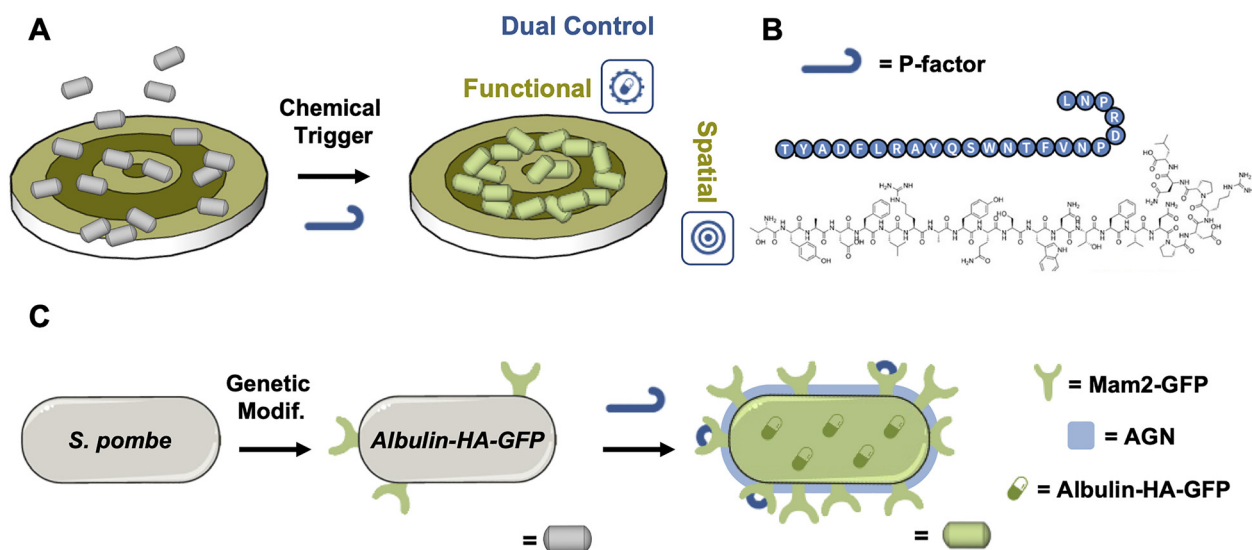 A
Chemical
Trigger
Dual Control
Functional
Spatial
B
= P-factor
L N P
R
D
T Y A D F L R A Y Q S W N T F V N P
C
S. pombe
Genetic
Modif.
Albulin-HA-GFP
=
=
= Mam2-GFP
= AGN
= Albulin-HA-GFP